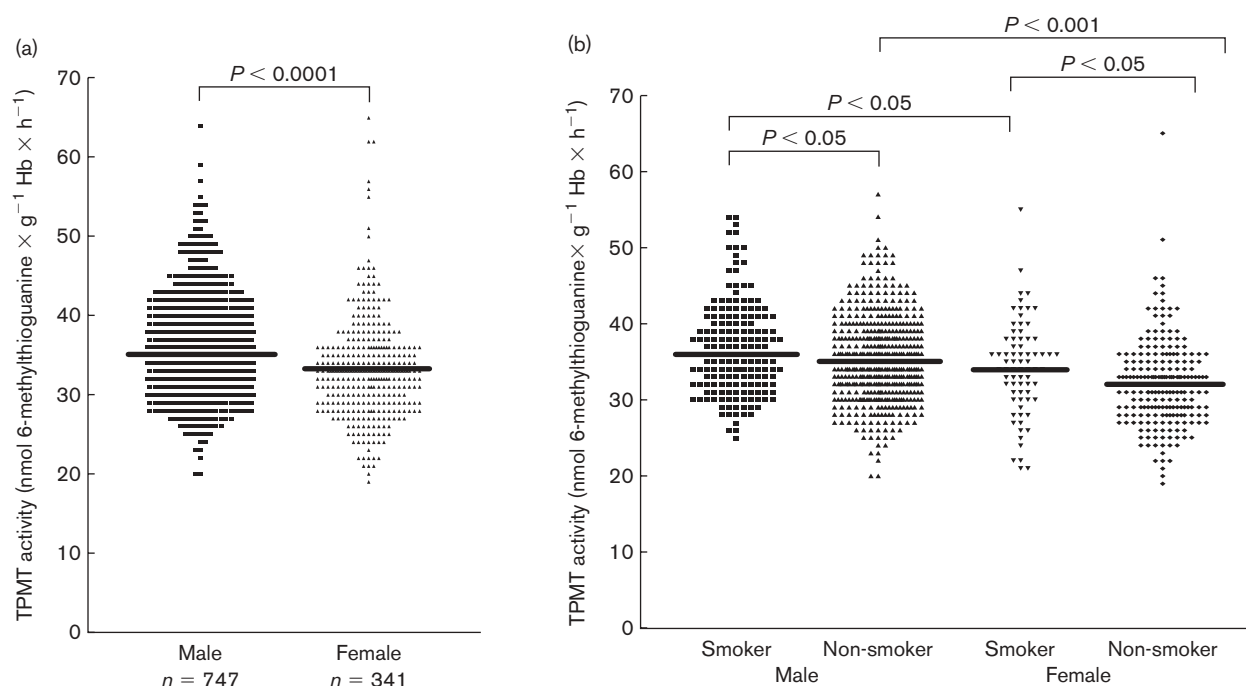 (a)
P < 0.0001
TPMT activity (nmol 6-methylthioguanine × g⁻¹ Hb × h⁻¹)
70
60
50
40
30
20
10
0
Male
n = 747
Female
n = 341
(b)
P < 0.001
P < 0.05
P < 0.05
P < 0.05
TPMT activity (nmol 6-methylthioguanine× g⁻¹ Hb × h⁻¹)
70
60
50
40
30
20
10
0
Smoker Non-smoker Smoker Non-smoker
Male Female